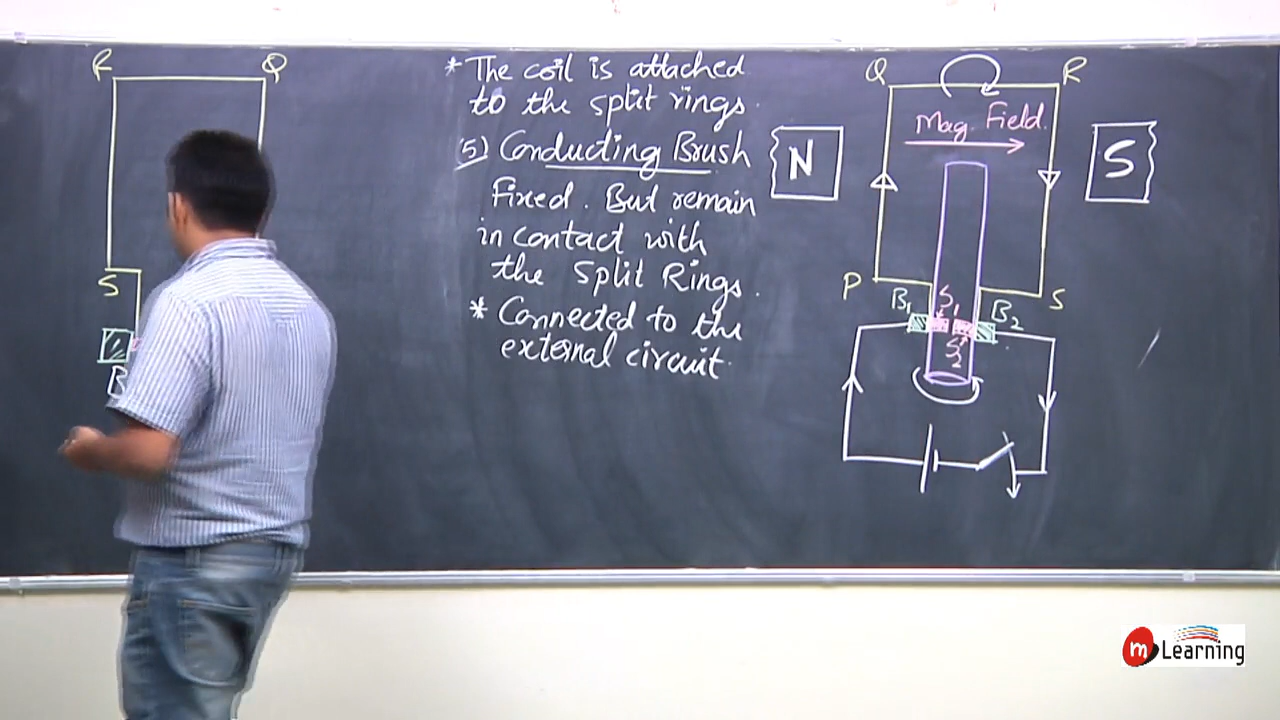 R Q
S
B
* The coil is attached
to the split rings.
5) Conducting Brush
Fixed. But remain
in contact with
the Split Rings.
* Connected to the
external circuit.
Q R
Mag. Field.
N S
P S
B1 S1 B2
S2
m Learning